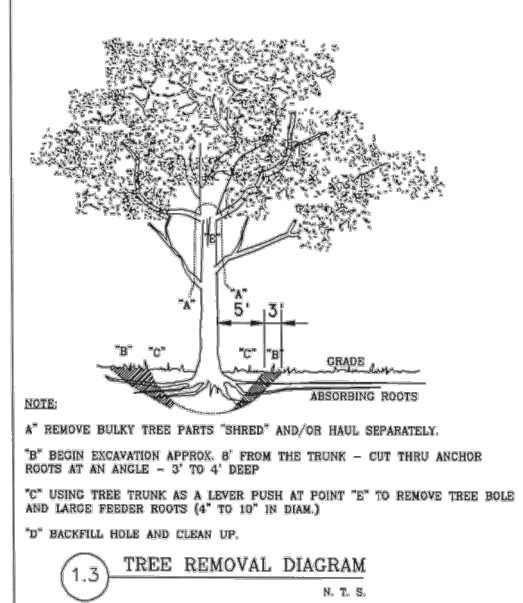 "E"
"A"
"A"
5' 3'
"B" "C" "C" "B"
GRADE
ABSORBING ROOTS
NOTE:
A" REMOVE BULKY TREE PARTS "SHRED" AND/OR HAUL SEPARATELY.
"B" BEGIN EXCAVATION APPROX. 8' FROM THE TRUNK - CUT THRU ANCHOR
ROOTS AT AN ANGLE - 3' TO 4' DEEP
"C" USING TREE TRUNK AS A LEVER PUSH AT POINT "E" TO REMOVE TREE BOLE
AND LARGE FEEDER ROOTS (4" TO 10" IN DIAM.)
"D" BACKFILL HOLE AND CLEAN UP.
1.3 TREE REMOVAL DIAGRAM
N. T. S.